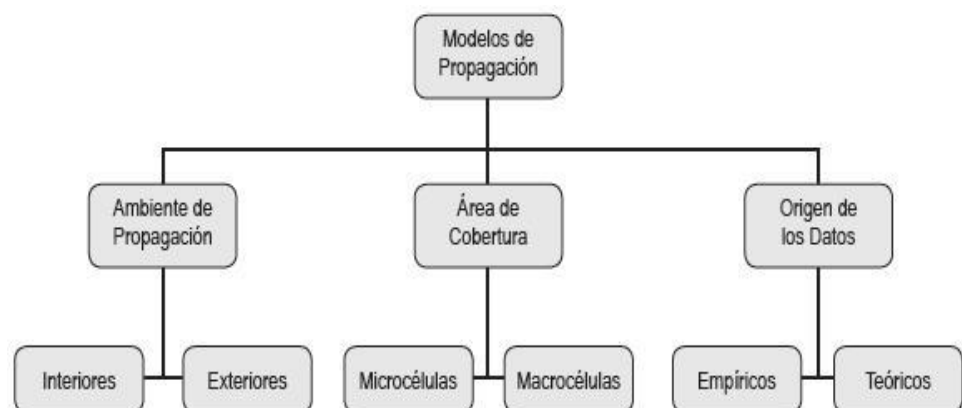 Modelos de
Propagación
Ambiente de
Propagación
Área de
Cobertura
Origen de
los Datos
Interiores
Exteriores
Microcélulas
Macrocélulas
Empíricos
Teóricos